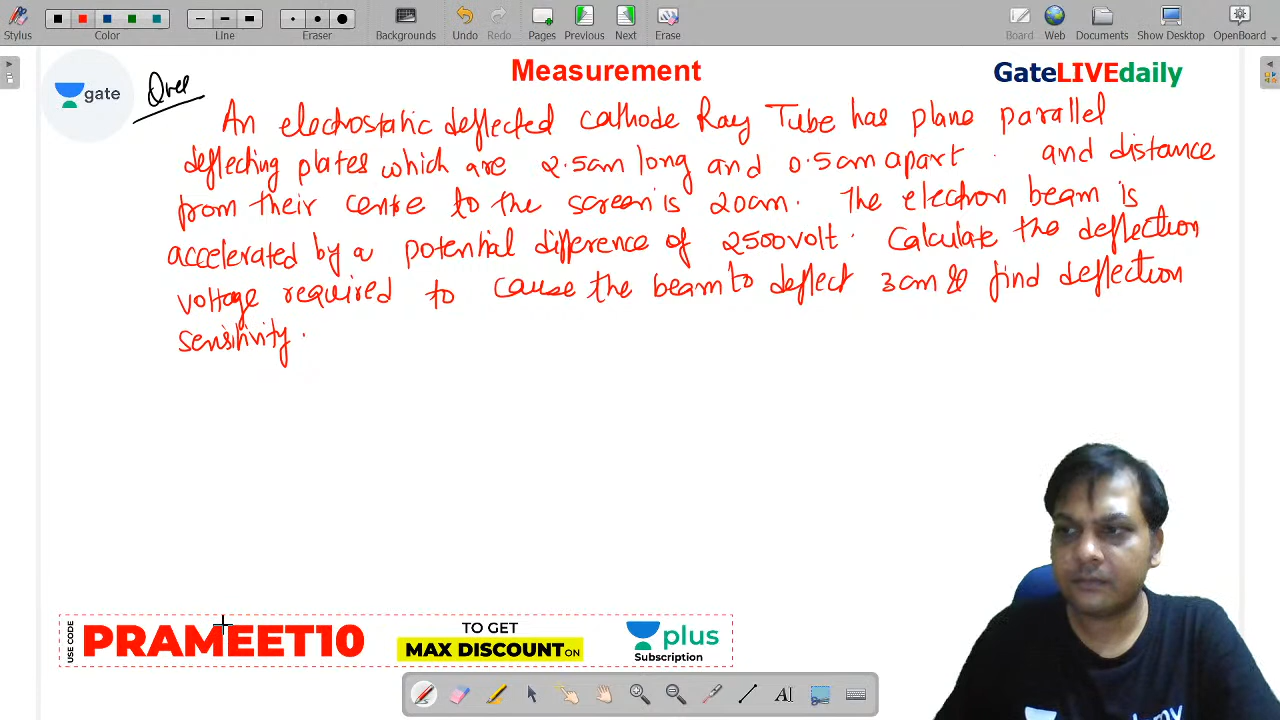 Stylus
Color
Line
Eraser
Backgrounds
Undo
Redo
Pages
Previous
Next
Erase
Board
Web
Documents
Show Desktop
OpenBoard
gate
Ques
Measurement
GateLIVEdaily
An electrostatic deflected cathode Ray Tube has plane parallel
deflecting plates which are 2.5cm long and 0.5cm apart . and distance
from their centre to the screen is 20cm. The electron beam is
accelerated by a potential difference of 2500volt. Calculate the deflection
voltage required to cause the beam to deflect 3cm & find deflection
sensitivity.
USE CODE
PRAMEET10
TO GET
MAX DISCOUNT ON
plus
Subscription